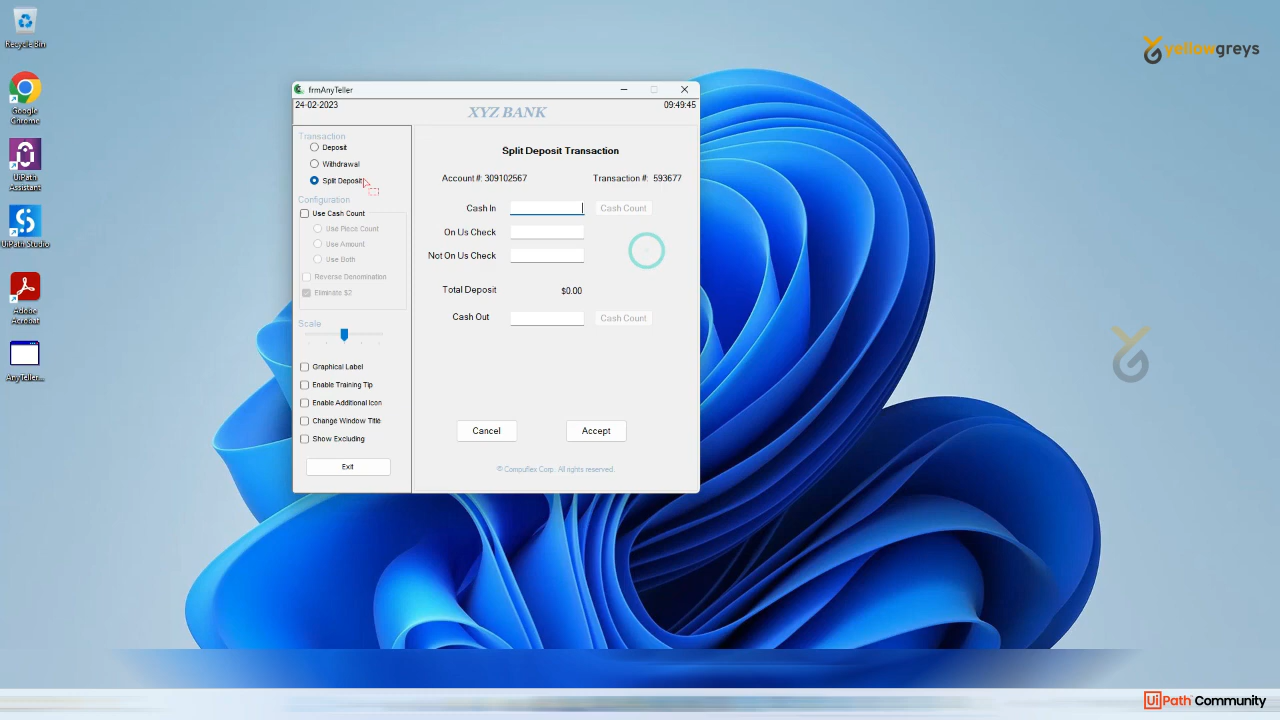 Recycle Bin
Google Chrome
UiPath Assistant
UiPath Studio
Adobe Acrobat
AnyTeller...
yellowgreys
frmAnyTeller
24-02-2023
XYZ BANK
09:49:45
Transaction
Deposit
Withdrawal
Split Deposit
Configuration
Use Cash Count
Use Piece Count
Use Amount
Use Both
Reverse Denomination
Eliminate $2
Scale
Graphical Label
Enable Training Tip
Enable Additional Icon
Change Window Title
Show Excluding
Exit
Split Deposit Transaction
Account #: 309102567 Transaction #: 593677
Cash In Cash Count
On Us Check
Not On Us Check
Total Deposit $0.00
Cash Out Cash Count
Cancel Accept
© Compuflex Corp. All rights reserved.
UiPath Community